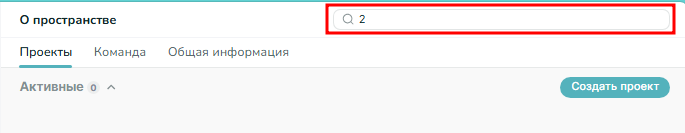 О пространстве 2
Проекты Команда Общая информация
Активные 0 Создать проект